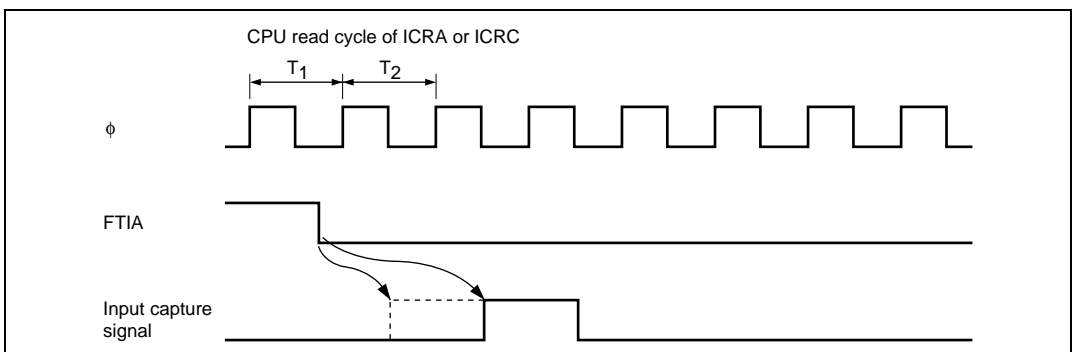 CPU read cycle of ICRA or ICRC
T1 T2
ϕ
FTIA
Input capture
signal